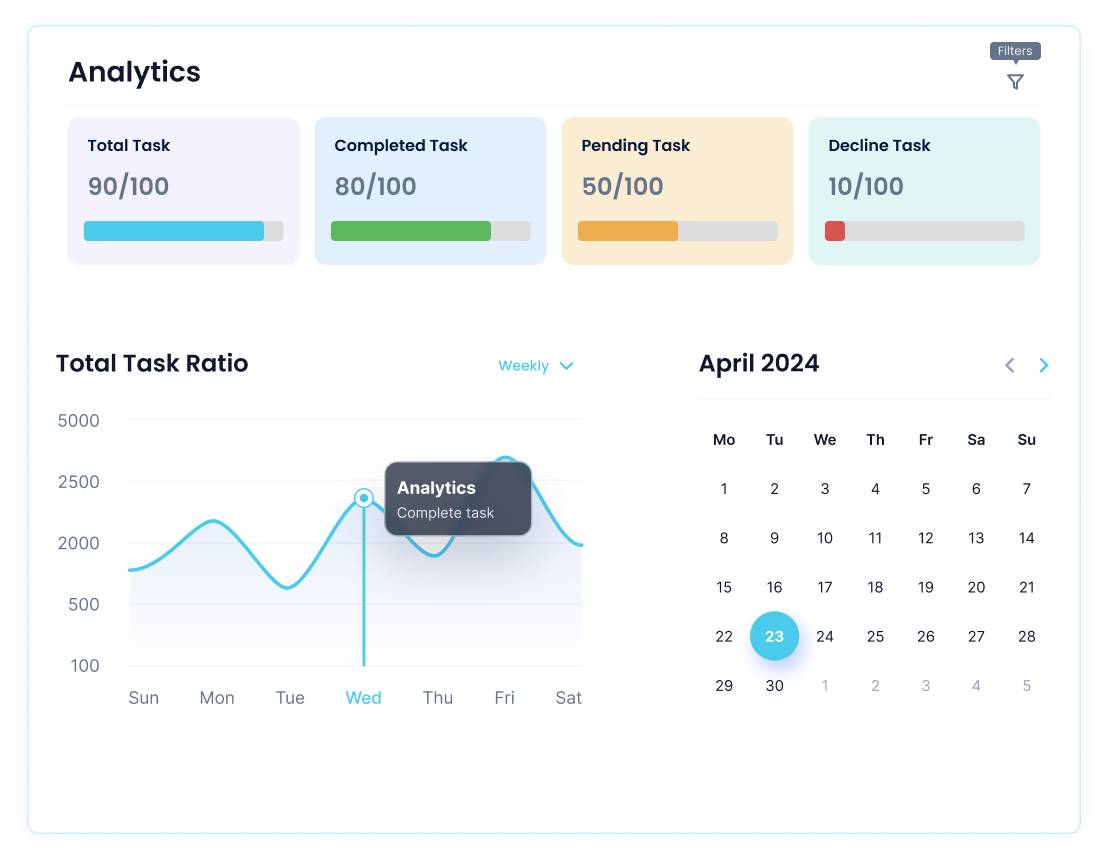 Filters
Analytics
Total Task
90/100
Completed Task
80/100
Pending Task
50/100
Decline Task
10/100
Total Task Ratio
Weekly
5000
2500
2000
500
100
Analytics
Complete task
Sun Mon Tue Wed Thu Fri Sat
April 2024
Mo Tu We Th Fr Sa Su
1 2 3 4 5 6 7
8 9 10 11 12 13 14
15 16 17 18 19 20 21
22 23 24 25 26 27 28
29 30 1 2 3 4 5